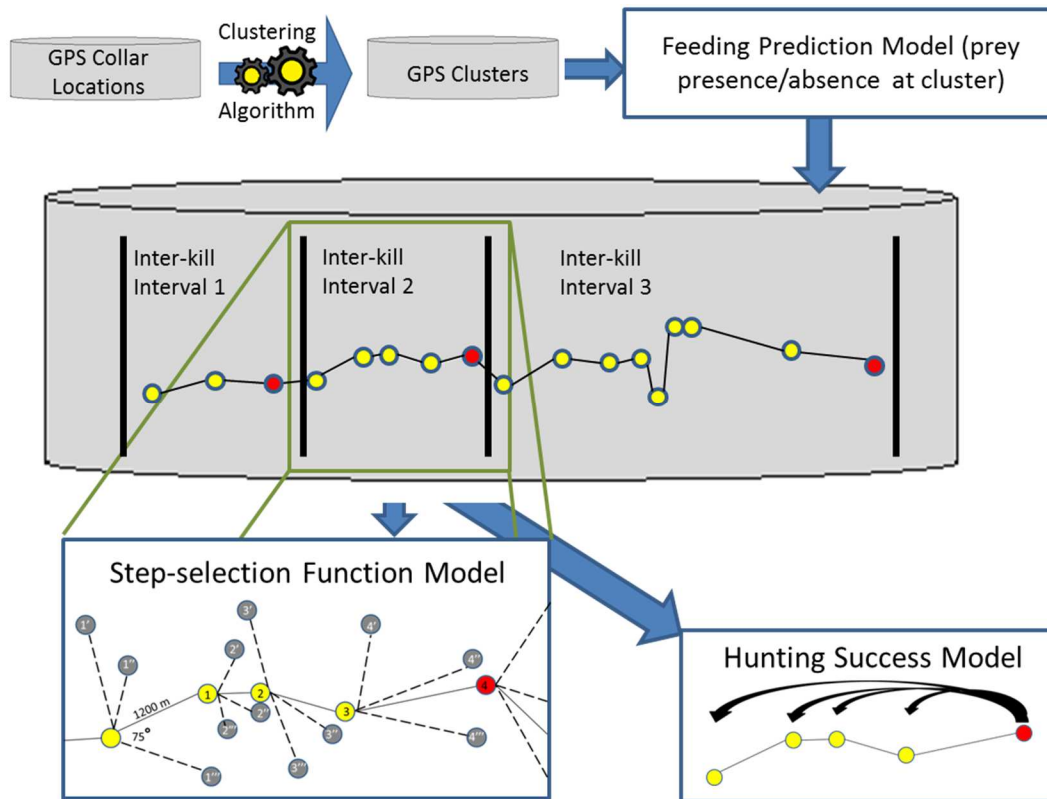 Clustering
GPS Collar
Locations
Algorithm
GPS Clusters
Feeding Prediction Model (prey
presence/absence at cluster)
Inter-kill
Interval 1
Inter-kill
Interval 2
Inter-kill
Interval 3
Step-selection Function Model
1'
1''
1'''
1200 m
75°
1
2'
2''
2'''
2
3'
3''
3'''
3
4'
4''
4'''
4
Hunting Success Model